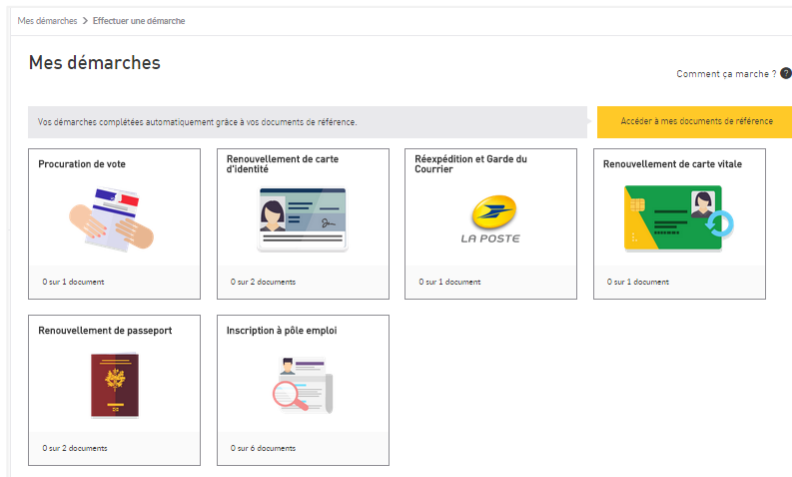 Mes démarches > Effectuer une démarche
Mes démarches
Comment ça marche ? ?
Vos démarches complétées automatiquement grâce à vos documents de référence.
Accéder à mes documents de référence
Procuration de vote
0 sur 1 document
Renouvellement de carte
d'identité
0 sur 2 documents
Réexpédition et Garde du
Courrier
LA POSTE
0 sur 1 document
Renouvellement de carte vitale
0 sur 1 document
Renouvellement de passeport
0 sur 2 documents
Inscription à pôle emploi
0 sur 6 documents